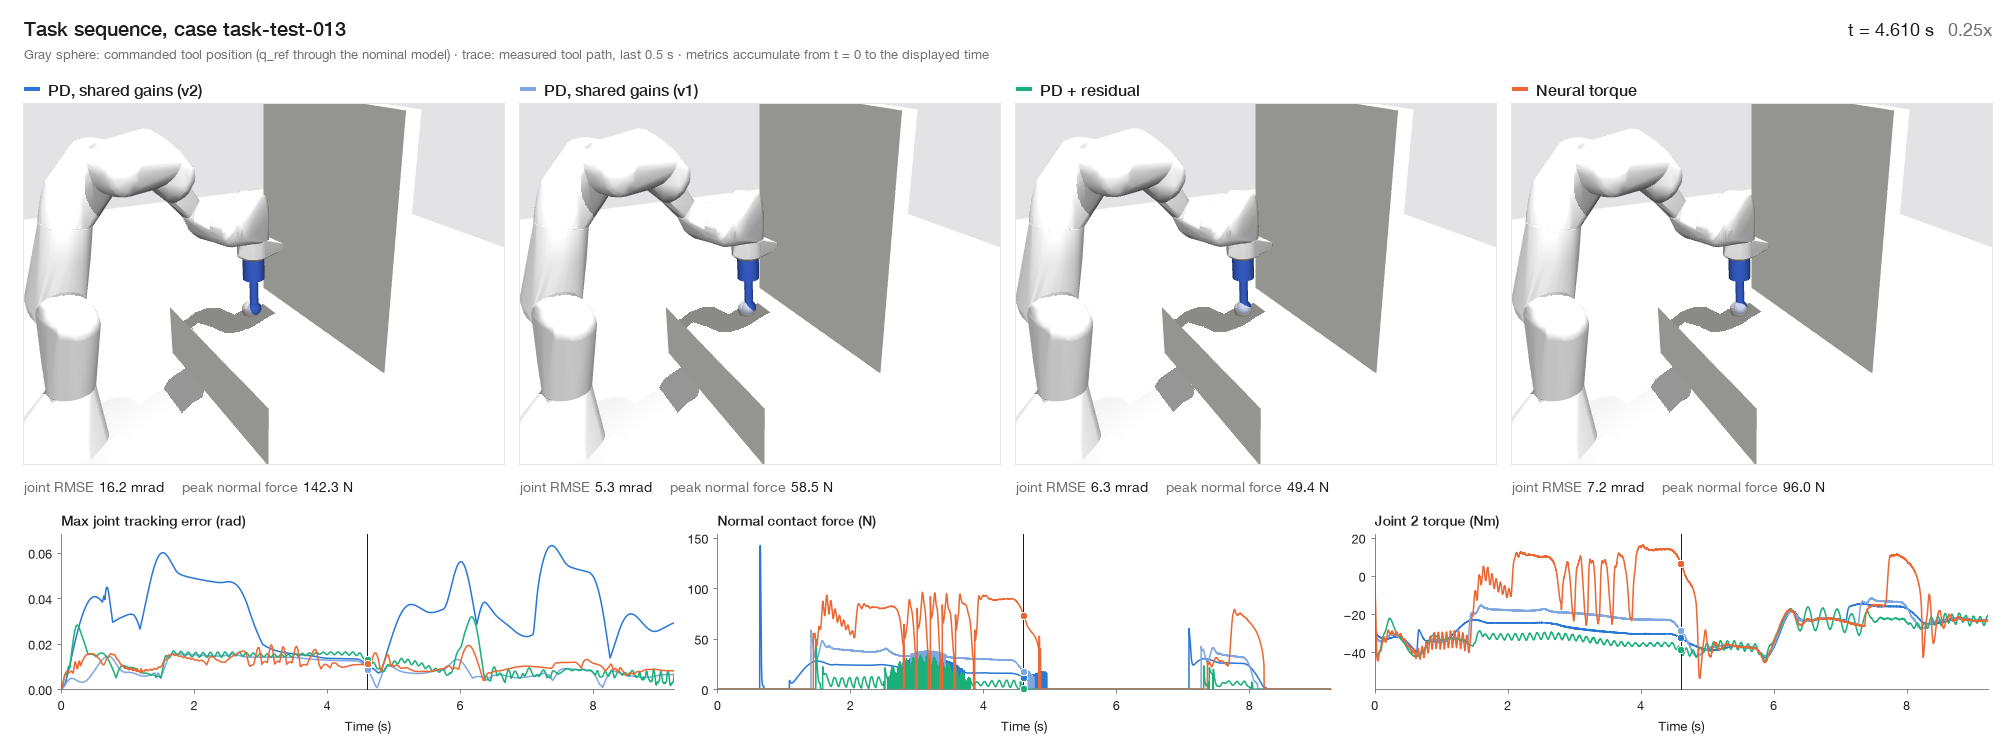 Task sequence, case task-test-013
t = 4.610 s 0.25x
Gray sphere: commanded tool position (q_ref through the nominal model) · trace: measured tool path, last 0.5 s · metrics accumulate from t = 0 to the displayed time
PD, shared gains (v2)
PD, shared gains (v1)
PD + residual
Neural torque
joint RMSE 16.2 mrad peak normal force 142.3 N
joint RMSE 5.3 mrad peak normal force 58.5 N
joint RMSE 6.3 mrad peak normal force 49.4 N
joint RMSE 7.2 mrad peak normal force 96.0 N
Max joint tracking error (rad)
0.06
0.04
0.02
0.00
0 2 4 6 8
Time (s)
Normal contact force (N)
150
100
50
0
0 2 4 6 8
Time (s)
Joint 2 torque (Nm)
20
0
−20
−40
0 2 4 6 8
Time (s)